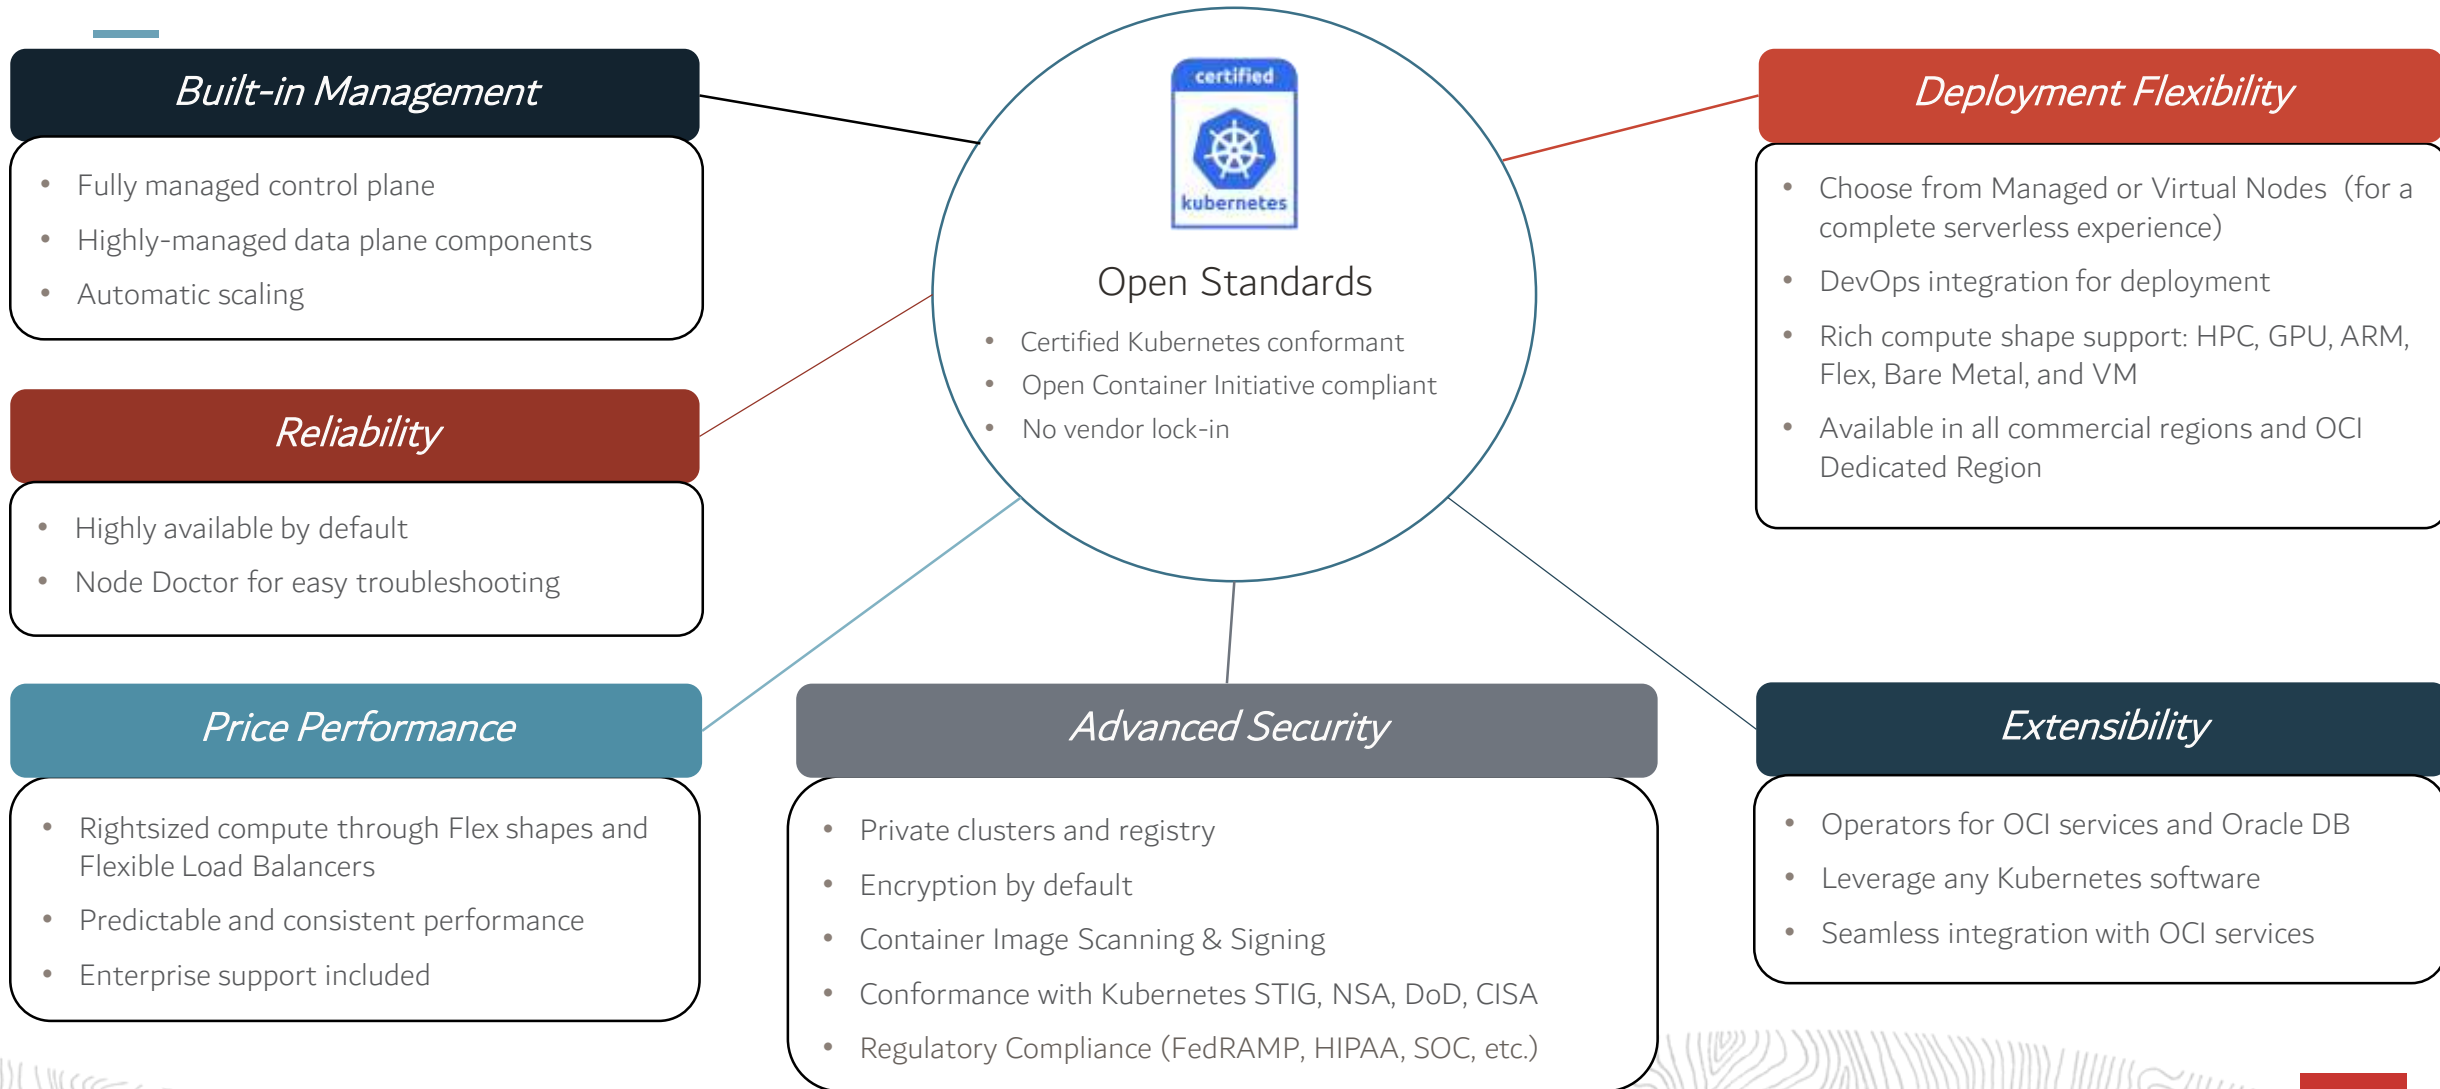 Built-in Management
• Fully managed control plane
• Highly-managed data plane components
• Automatic scaling
Reliability
• Highly available by default
• Node Doctor for easy troubleshooting
Price Performance
• Rightsized compute through Flex shapes and
Flexible Load Balancers
• Predictable and consistent performance
• Enterprise support included
certified
kubernetes
Open Standards
• Certified Kubernetes conformant
• Open Container Initiative compliant
• No vendor lock-in
Advanced Security
• Private clusters and registry
• Encryption by default
• Container Image Scanning & Signing
• Conformance with Kubernetes STIG, NSA, DoD, CISA
• Regulatory Compliance (FedRAMP, HIPAA, SOC, etc.)
Deployment Flexibility
• Choose from Managed or Virtual Nodes (for a
complete serverless experience)
• DevOps integration for deployment
• Rich compute shape support: HPC, GPU, ARM,
Flex, Bare Metal, and VM
• Available in all commercial regions and OCI
Dedicated Region
Extensibility
• Operators for OCI services and Oracle DB
• Leverage any Kubernetes software
• Seamless integration with OCI services